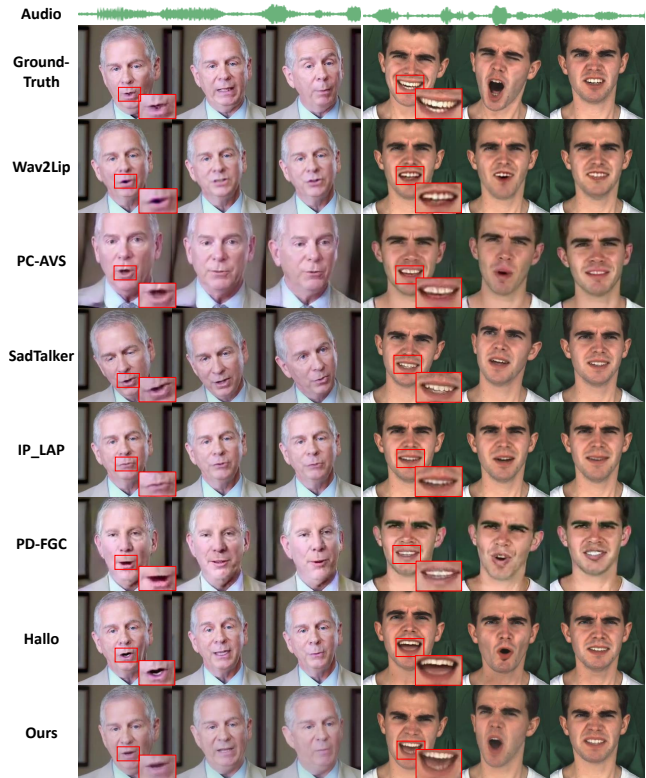 Audio
Ground-
Truth
Wav2Lip
PC-AVS
SadTalker
IP_LAP
PD-FGC
Hallo
Ours